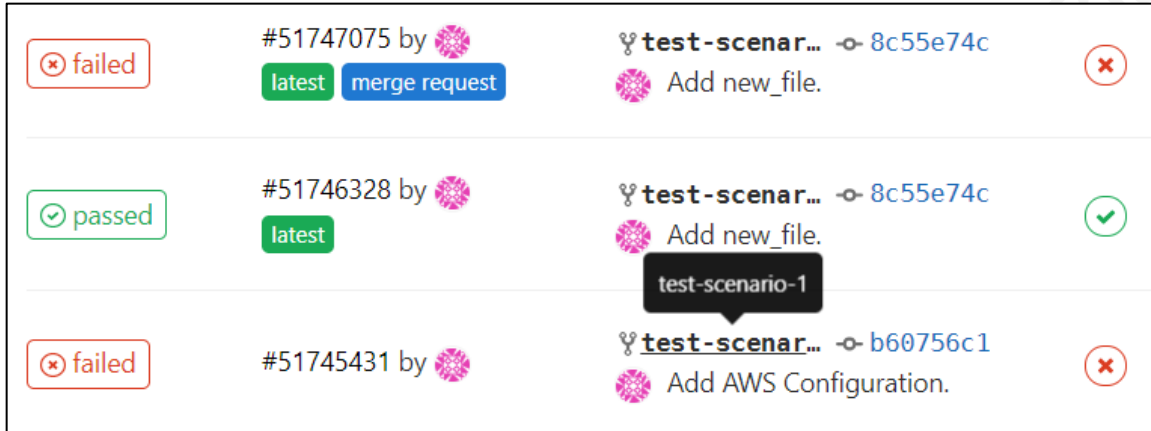 failed
#51747075 by
latest merge request
test-scenar… 8c55e74c
Add new_file.
passed
#51746328 by
latest
test-scenar… 8c55e74c
Add new_file.
test-scenario-1
failed
#51745431 by
test-scenar… b60756c1
Add AWS Configuration.